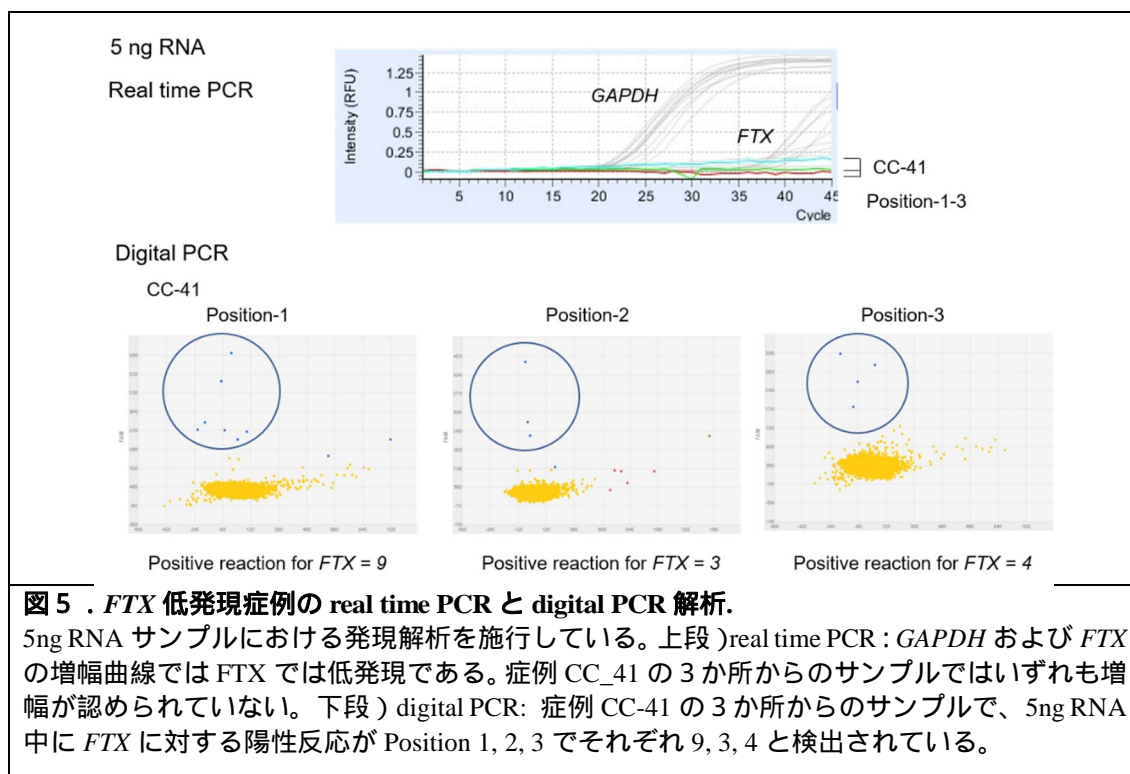 5 ng RNA
Real time PCR
Intensity (RFU)
1.25
1
0.75
0.5
0.25
0
GAPDH
FTX
5 10 15 20 25 30 35 40 45
Cycle
CC-41
Position-1-3
Digital PCR
CC-41
Position-1 Position-2 Position-3
Positive reaction for FTX = 9 Positive reaction for FTX = 3 Positive reaction for FTX = 4
図５．FTX 低発現症例の real time PCR と digital PCR 解析.
5ng RNA サンプルにおける発現解析を施行している。上段）real time PCR : GAPDH および FTX
の増幅曲線では FTX では低発現である。症例 CC_41 の３か所からのサンプルではいずれも増
幅が認められていない。下段）digital PCR: 症例 CC-41 の３か所からのサンプルで、5ng RNA
中に FTX に対する陽性反応が Position 1, 2, 3 でそれぞれ 9, 3, 4 と検出されている。